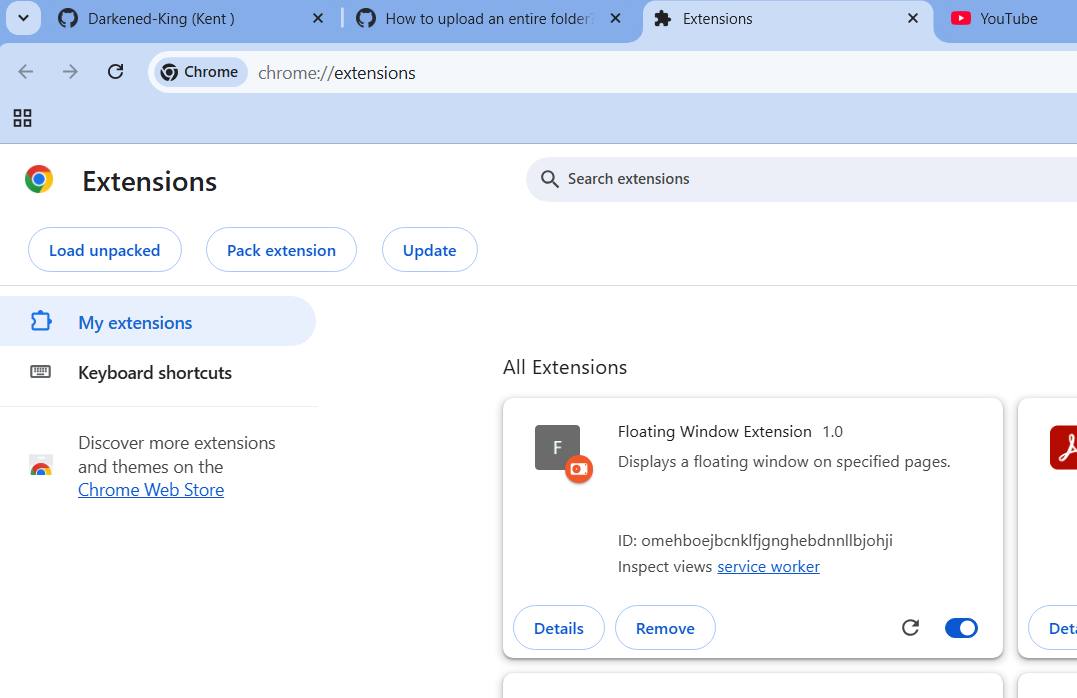 Darkened-King (Kent )
How to upload an entire folder?
Extensions
YouTube
Chrome
chrome://extensions
Extensions
Search extensions
Load unpacked
Pack extension
Update
My extensions
Keyboard shortcuts
Discover more extensions
and themes on the
Chrome Web Store
All Extensions
F
Floating Window Extension 1.0
Displays a floating window on specified pages.
ID: omehboejbcnklfjgnghebdnnllbjohji
Inspect views service worker
Details
Remove
Deta